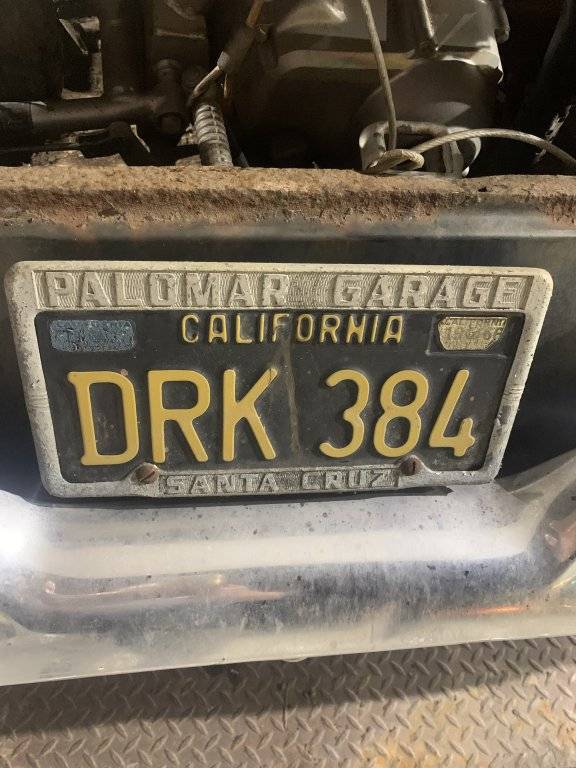 PALOMAR GARAGE
CALIFORNIA
DRK 384
SANTA CRUZ